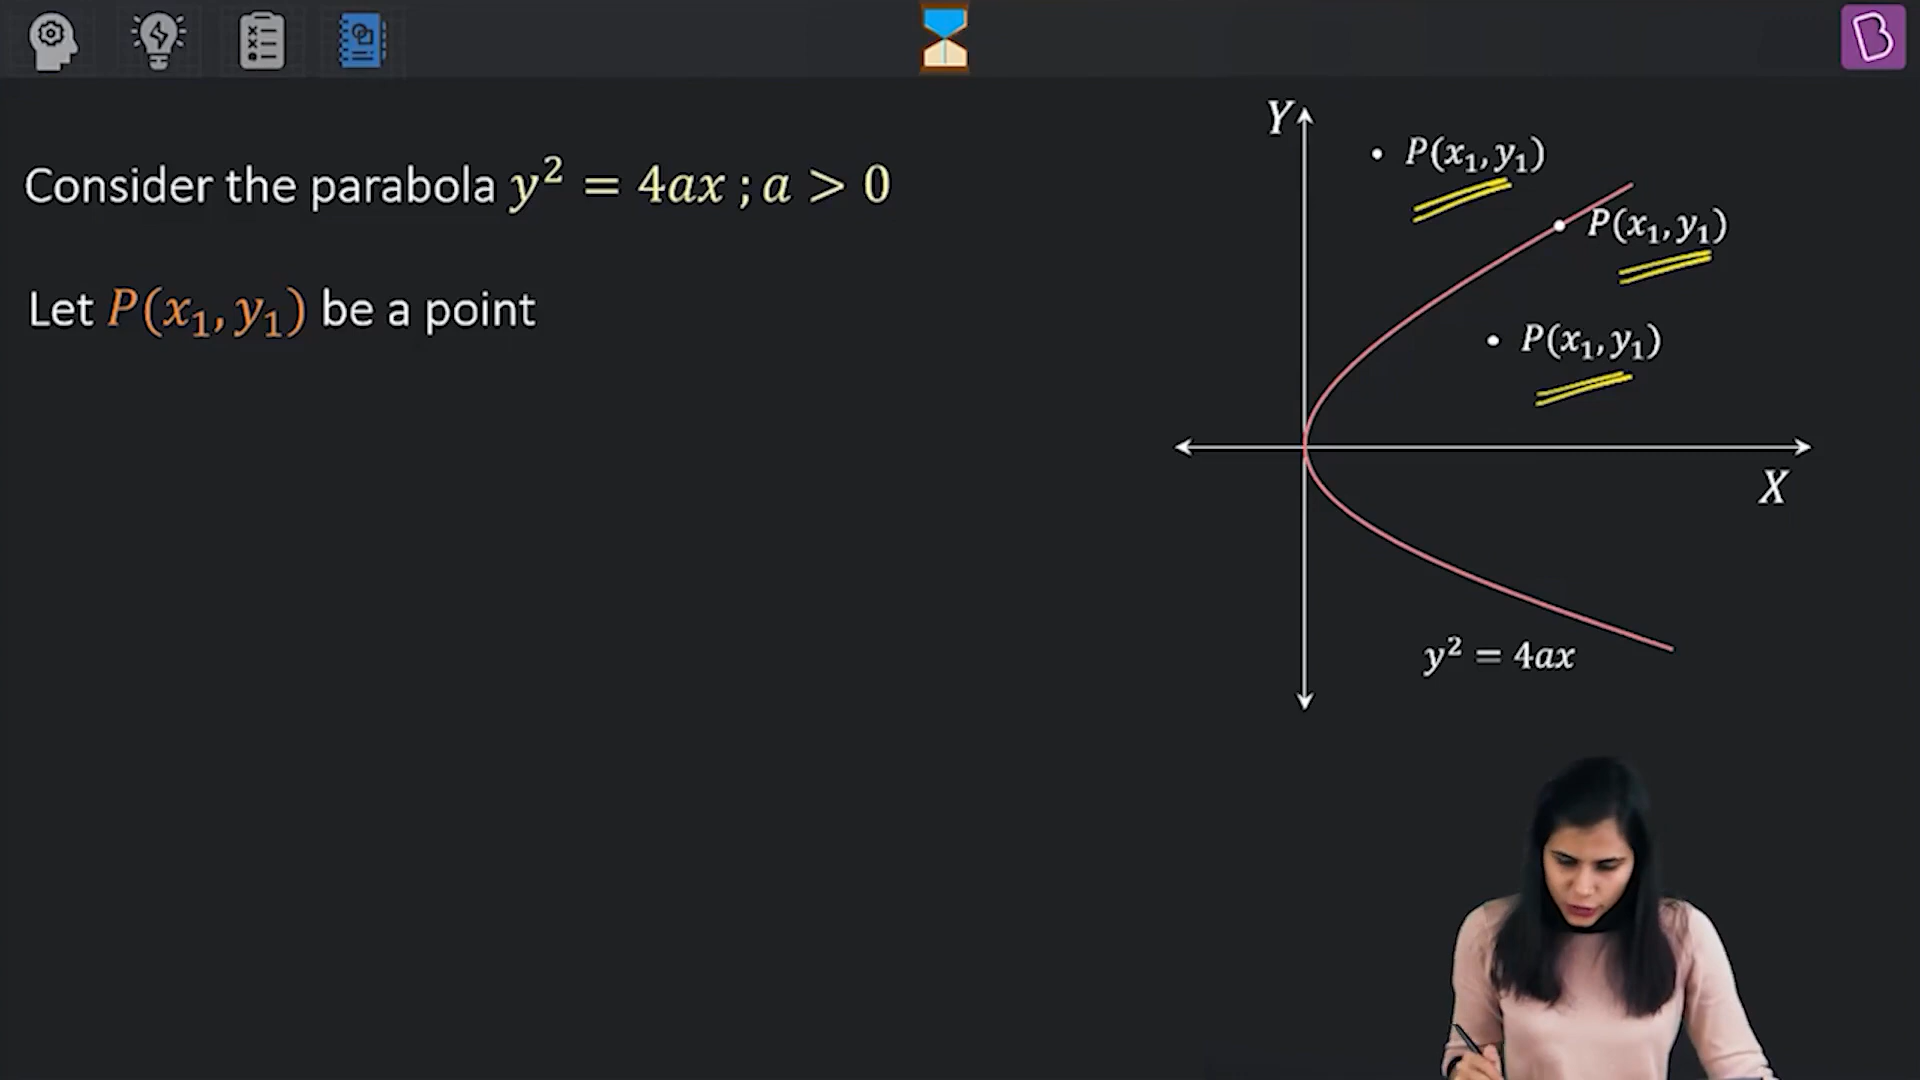 Consider the parabola y² = 4ax ; a > 0
Let P(x₁, y₁) be a point
Y
P(x₁, y₁)
P(x₁, y₁)
P(x₁, y₁)
X
y² = 4ax
B